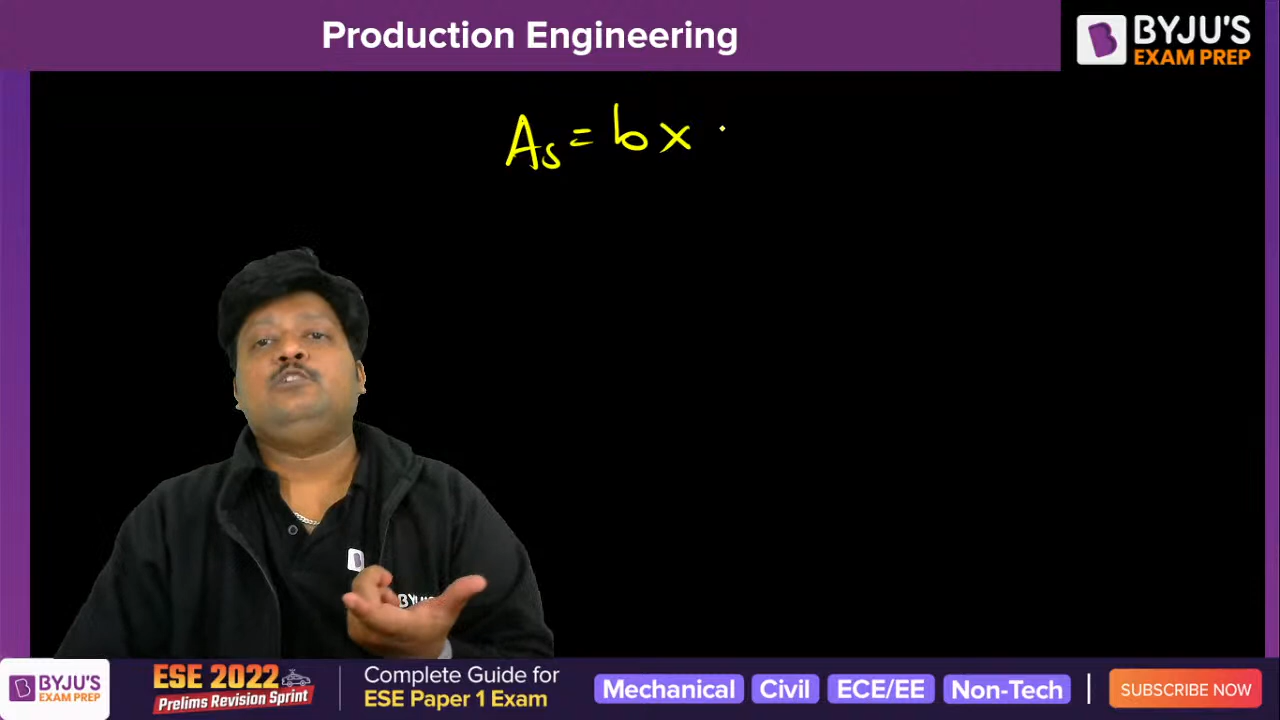 Production Engineering
BYJU'S
EXAM PREP
As = b x
BYJU'S
BYJU'S
EXAM PREP
ESE 2022
Prelims Revision Sprint
Complete Guide for
ESE Paper 1 Exam
Mechanical
Civil
ECE/EE
Non-Tech
SUBSCRIBE NOW